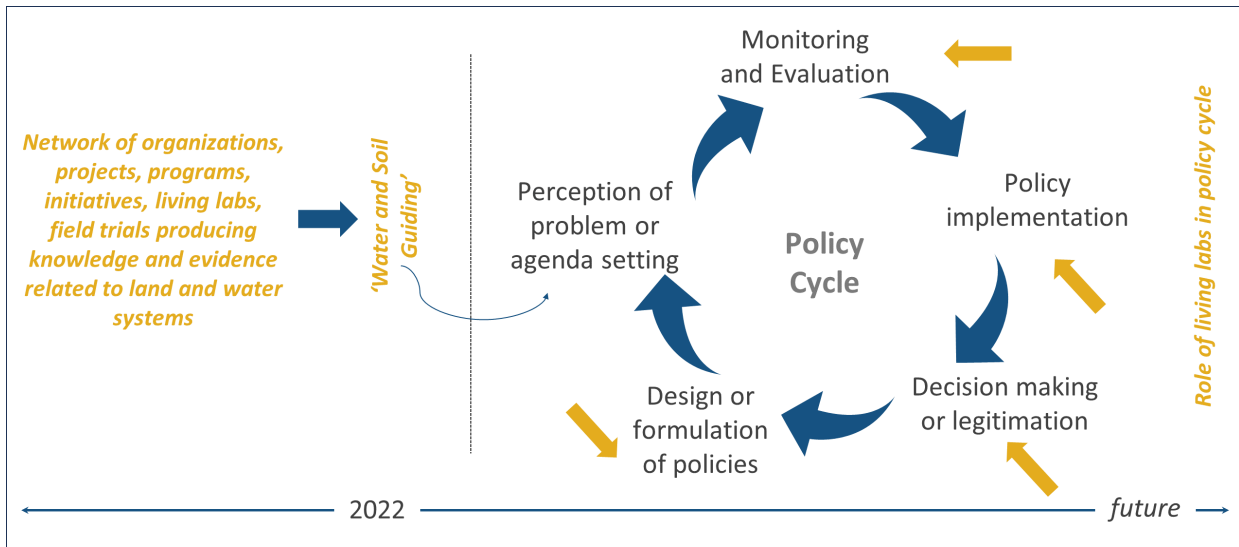 Network of organizations,
projects, programs,
initiatives, living labs,
field trials producing
knowledge and evidence
related to land and water
systems
‘Water and Soil
Guiding’
Monitoring
and Evaluation
Perception of
problem or
agenda setting
Policy
Cycle
Policy
implementation
Design or
formulation
of policies
Decision making
or legitimation
Role of living labs in policy cycle
2022
future